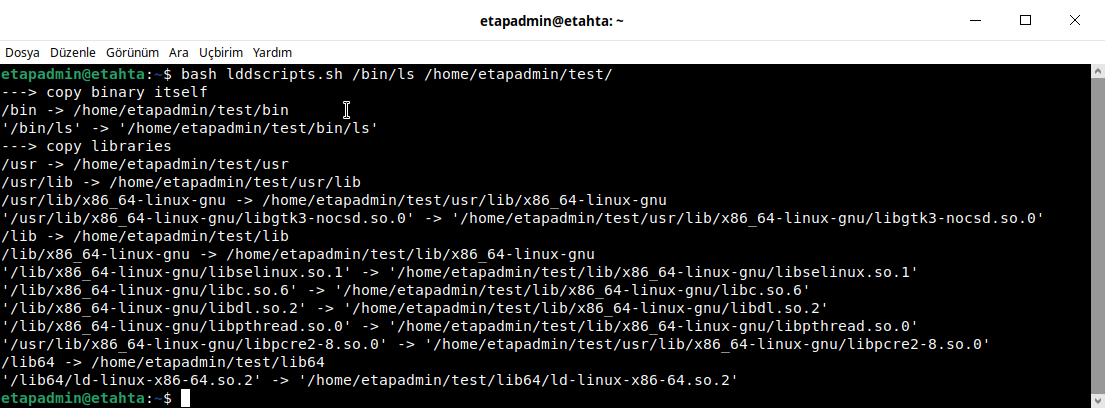 etapadmin@etahta: ~
Dosya Düzenle Görünüm Ara Uçbirim Yardım
etapadmin@etahta:~$ bash lddscripts.sh /bin/ls /home/etapadmin/test/
---> copy binary itself
/bin -> /home/etapadmin/test/bin
'/bin/ls' -> '/home/etapadmin/test/bin/ls'
---> copy libraries
/usr -> /home/etapadmin/test/usr
/usr/lib -> /home/etapadmin/test/usr/lib
/usr/lib/x86_64-linux-gnu -> /home/etapadmin/test/usr/lib/x86_64-linux-gnu
'/usr/lib/x86_64-linux-gnu/libgtk3-nocsd.so.0' -> '/home/etapadmin/test/usr/lib/x86_64-linux-gnu/libgtk3-nocsd.so.0'
/lib -> /home/etapadmin/test/lib
/lib/x86_64-linux-gnu -> /home/etapadmin/test/lib/x86_64-linux-gnu
'/lib/x86_64-linux-gnu/libselinux.so.1' -> '/home/etapadmin/test/lib/x86_64-linux-gnu/libselinux.so.1'
'/lib/x86_64-linux-gnu/libc.so.6' -> '/home/etapadmin/test/lib/x86_64-linux-gnu/libc.so.6'
'/lib/x86_64-linux-gnu/libdl.so.2' -> '/home/etapadmin/test/lib/x86_64-linux-gnu/libdl.so.2'
'/lib/x86_64-linux-gnu/libpthread.so.0' -> '/home/etapadmin/test/lib/x86_64-linux-gnu/libpthread.so.0'
'/usr/lib/x86_64-linux-gnu/libpcre2-8.so.0' -> '/home/etapadmin/test/usr/lib/x86_64-linux-gnu/libpcre2-8.so.0'
/lib64 -> /home/etapadmin/test/lib64
'/lib64/ld-linux-x86-64.so.2' -> '/home/etapadmin/test/lib64/ld-linux-x86-64.so.2'
etapadmin@etahta:~$